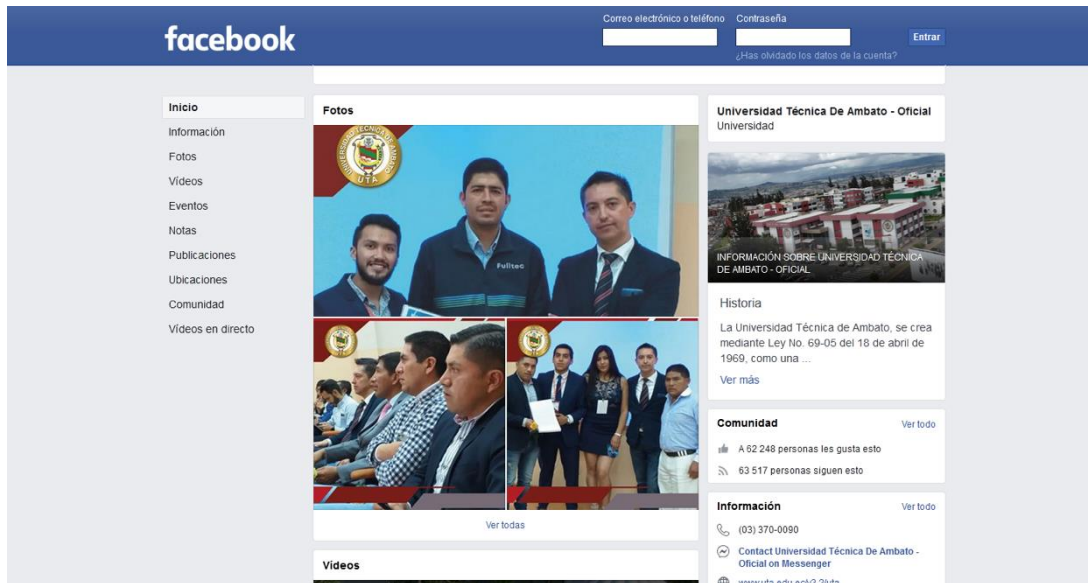 facebook
Correo electrónico o teléfono
Contraseña
Entrar
¿Has olvidado los datos de la cuenta?
Inicio
Información
Fotos
Vídeos
Eventos
Notas
Publicaciones
Ubicaciones
Comunidad
Vídeos en directo
Fotos
UNIVERSIDAD TÉCNICA DE AMBATO
UTA
Fulltec
Ver todas
Vídeos
Universidad Técnica De Ambato - Oficial
Universidad
INFORMACIÓN SOBRE UNIVERSIDAD TÉCNICA
DE AMBATO - OFICIAL
Historia
La Universidad Técnica de Ambato, se crea
mediante Ley No. 69-05 del 18 de abril de
1969, como una ...
Ver más
Comunidad
Ver todo
A 62 248 personas les gusta esto
63 517 personas siguen esto
Información
Ver todo
(03) 370-0090
Contact Universidad Técnica De Ambato -
Oficial on Messenger